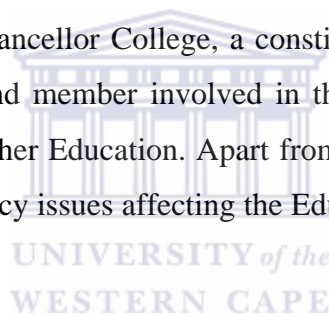 ancellor College, a consti
nd member involved in th
her Education. Apart from
cy issues affecting the Edu
UNIVERSITY of the
WESTERN CAPE